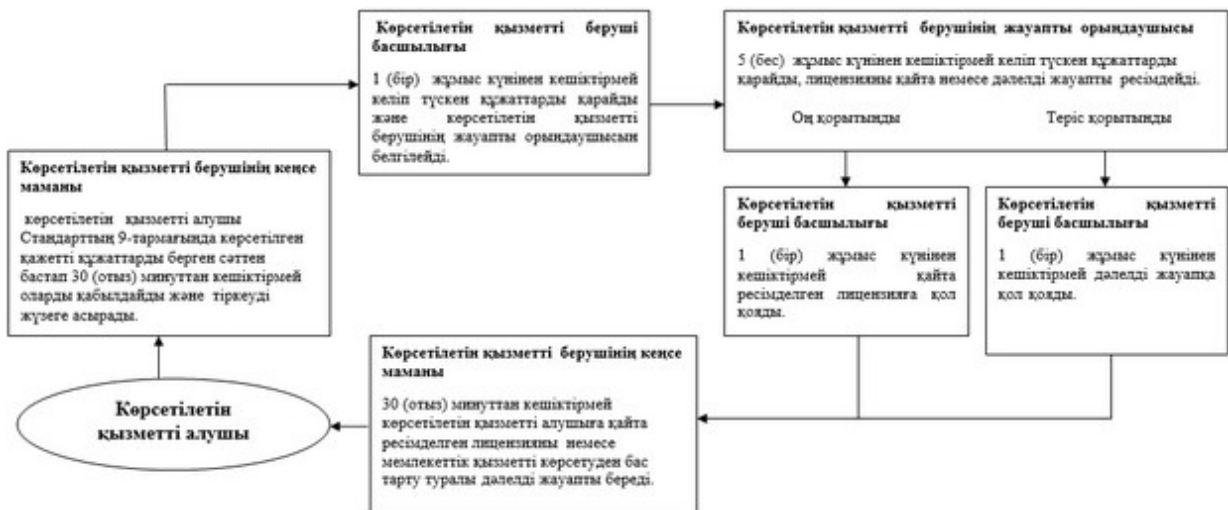 Көрсетілетін қызметті беруші
басшылығы
1 (бір) жұмыс күнінен кешіктірмей
келіп түскен құжаттарды қарайды
және көрсетілетін қызметті
берушінің жауапты орындаушысын
белгілейді.
Көрсетілетін қызметті берушінің жауапты орындаушысы
5 (бес) жұмыс күнінен кешіктірмей келіп түскен құжаттарды
қарайды, лицензияны қайта немесе дәлелді жауапты ресімдейді.
Оң қорытынды Теріс қорытынды
Көрсетілетін қызметті берушінің кеңсе
маманы
көрсетілетін қызметті алушы
Стандарттың 9-тармағында көрсетілген
қажетті құжаттарды берген сәттен
бастап 30 (отыз) минуттан кешіктірмей
оларды қабылдайды және тіркеуді
жүзеге асырады.
Көрсетілетін қызметті
беруші басшылығы
1 (бір) жұмыс күнінен
кешіктірмей қайта
ресімделген лицензияға қол
қояды.
Көрсетілетін қызметті
беруші басшылығы
1 (бір) жұмыс күнінен
кешіктірмей дәлелді жауапқа
қол қояды.
Көрсетілетін қызметті берушінің кеңсе
маманы
30 (отыз) минуттан кешіктірмей
көрсетілетін қызметті алушыға қайта
ресімделген лицензияны немесе
мемлекеттік қызметті көрсетуден бас
тарту туралы дәлелді жауапты береді.
Көрсетілетін
қызметті алушы